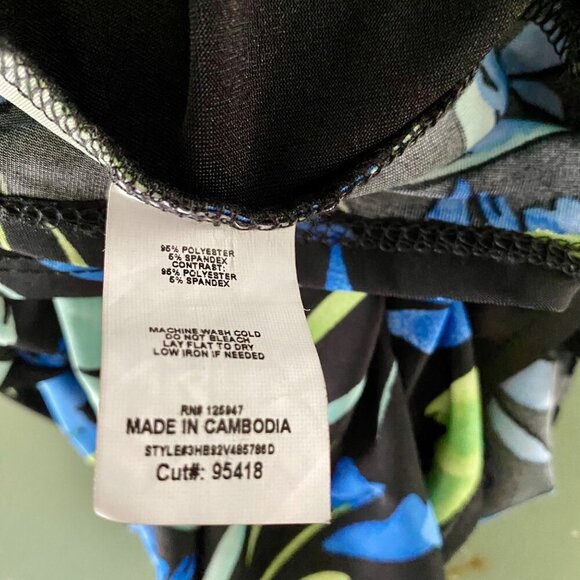 95% POLYESTER
5% SPANDEX
CONTRAST:
95% POLYESTER
5% SPANDEX
MACHINE WASH COLD
DO NOT BLEACH
LAY FLAT TO DRY
LOW IRON IF NEEDED
RN# 125947
MADE IN CAMBODIA
STYLE#3HB92V485786D
Cut#: 95418